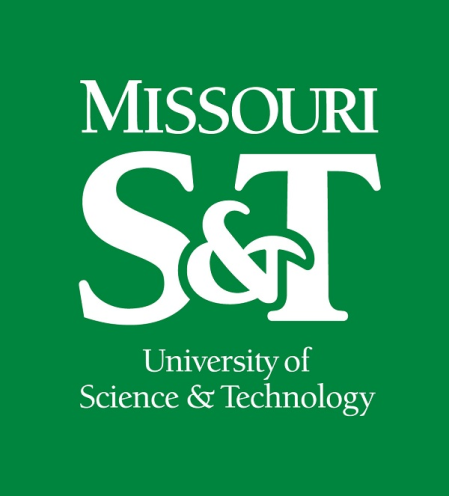 MISSOURI
S&T
University of
Science & Technology